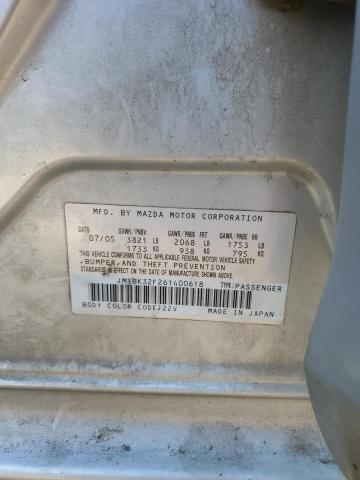 MFD. BY MAZDA MOTOR CORPORATION
GVWR/PNBV GAWR/PNBE FRT GAWR/PNBE RR
07/05 3821 LB 2068 LB 1753 LB
1733 KG 938 KG 795 KG
THIS VEHICLE CONFORMS TO ALL APPLICABLE FEDERAL MOTOR VEHICLE SAFETY,
BUMPER, AND THEFT PREVENTION
STANDARDS IN EFFECT ON THE DATE OF MANUFACTURE SHOWN ABOVE.
JM1BK32F261400618 TYPE:PASSENGER
BODY COLOR CODE:22V MADE IN JAPAN